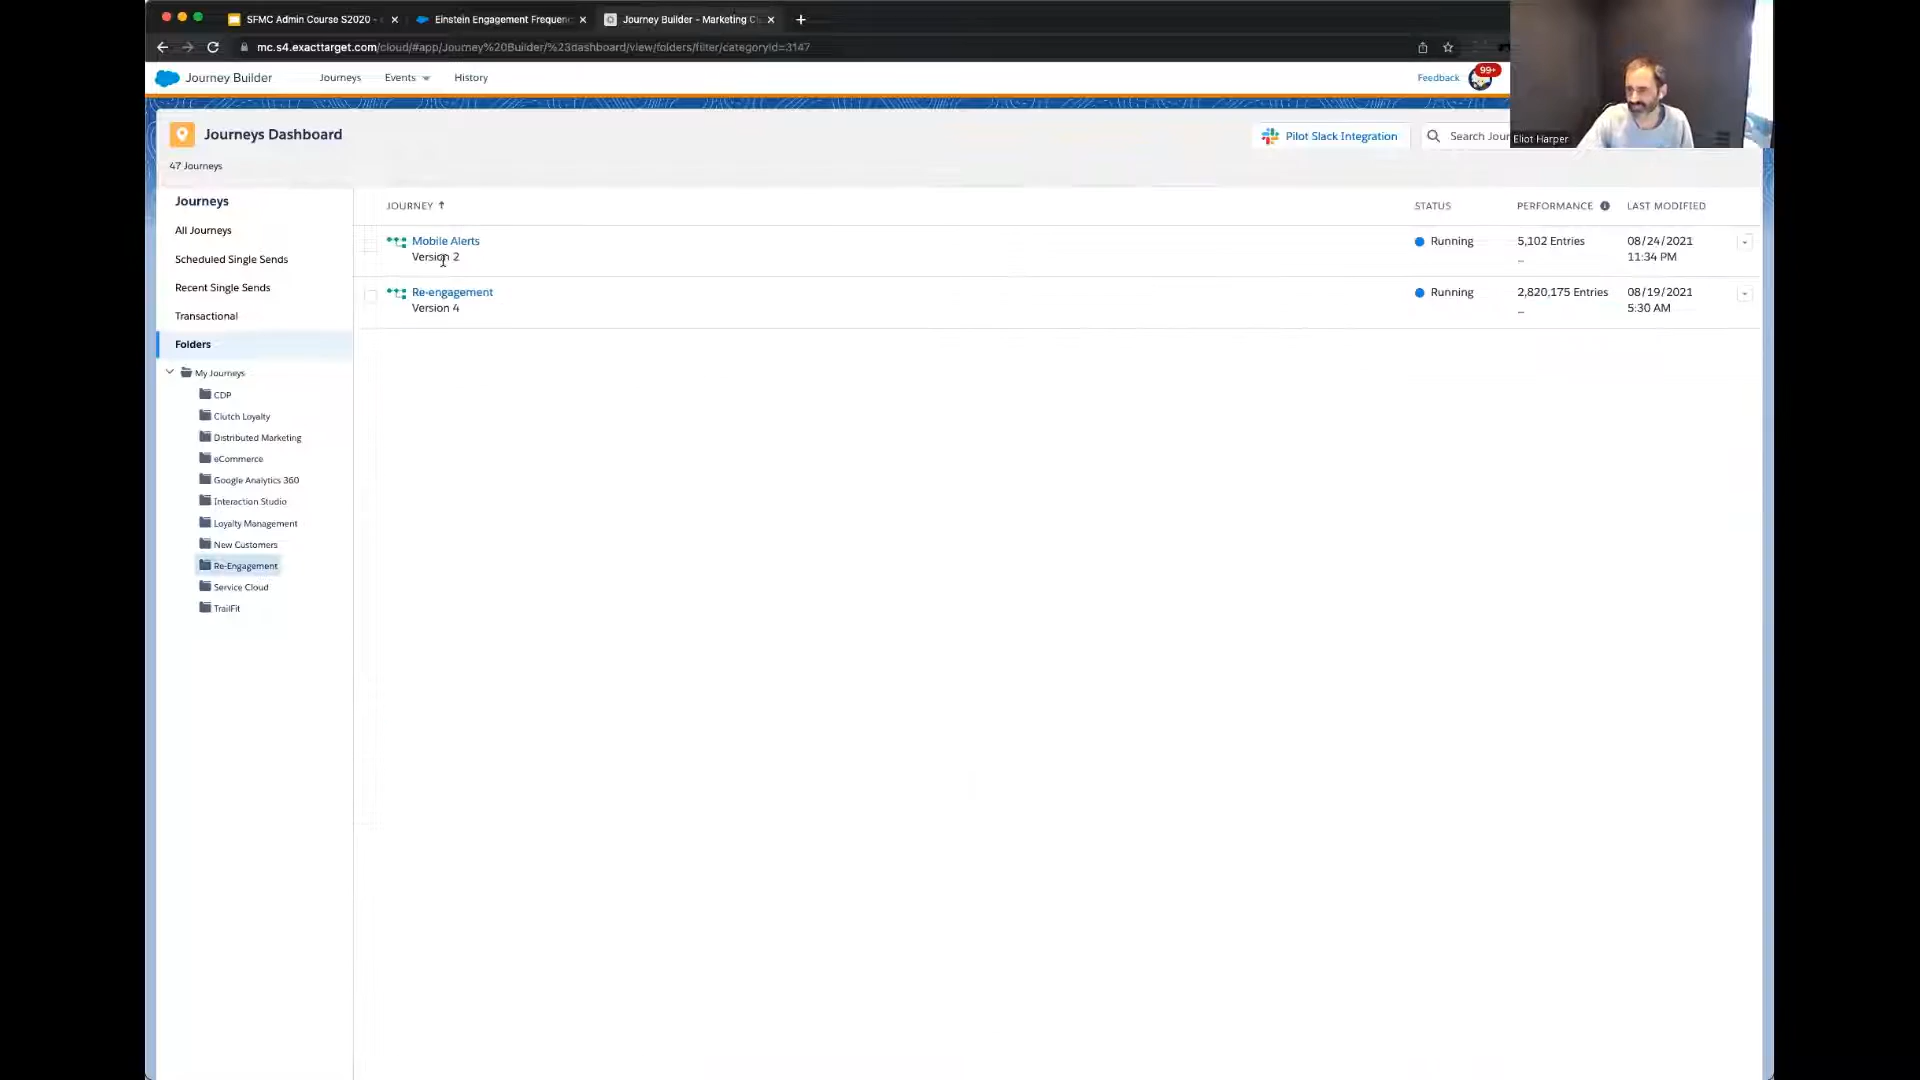 SFMC Admin Course S2020 -
Einstein Engagement Frequen
Journey Builder - Marketing Cl
mc.s4.exacttarget.com/cloud/#app/Journey%20Builder/%23dashboard/view/folders/filter/categoryId=3147
Journey Builder
Journeys
Events
History
Feedback
99+
Eliot Harper
Journeys Dashboard
Pilot Slack Integration
Search Jour
47 Journeys
Journeys
All Journeys
Scheduled Single Sends
Recent Single Sends
Transactional
Folders
My Journeys
CDP
Clutch Loyalty
Distributed Marketing
eCommerce
Google Analytics 360
Interaction Studio
Loyalty Management
New Customers
Re-Engagement
Service Cloud
TrailFit
JOURNEY
STATUS
PERFORMANCE
LAST MODIFIED
Mobile Alerts
Version 2
Running
5,102 Entries
--
08/24/2021
11:34 PM
Re-engagement
Version 4
Running
2,820,175 Entries
--
08/19/2021
5:30 AM